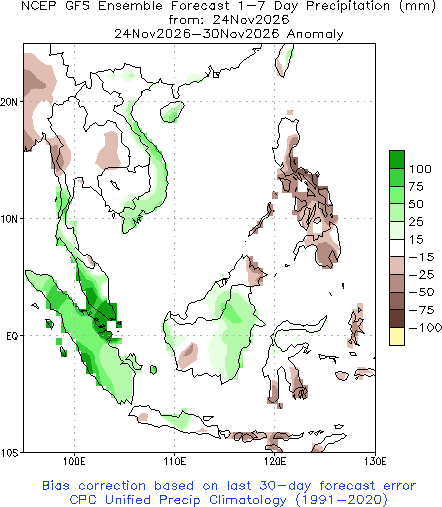 NCEP GFS Ensemble Forecast 1−7 Day Precipitation (mm)
from: 24Nov2026
24Nov2026−30Nov2026 Anomaly
20N
10N
EQ
10S
100E
110E
120E
130E
100
75
50
25
15
−15
−25
−50
−75
−100
Bias correction based on last 30−day forecast error
CPC Unified Precip Climatology (1991−2020)